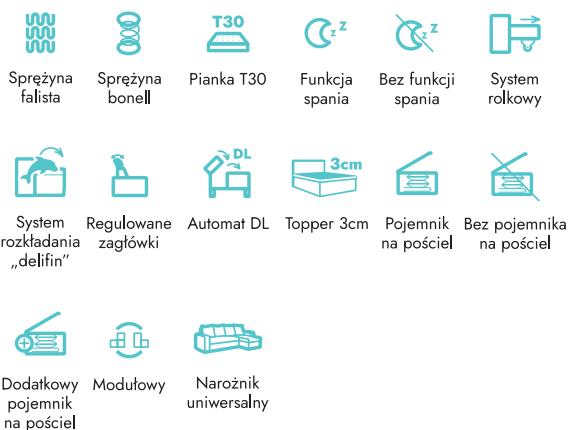 T30
z z
z z
Sprężyna
falista
Sprężyna
bonell
Pianka T30
Funkcja
spania
Bez funkcji
spania
System
rolkowy
DL
3cm
System
rozkładania
„delifin”
Regulowane
zagłówki
Automat DL
Topper 3cm
Pojemnik
na pościel
Bez pojemnika
na pościel
Dodatkowy
pojemnik
na pościel
Modułowy
Narożnik
uniwersalny